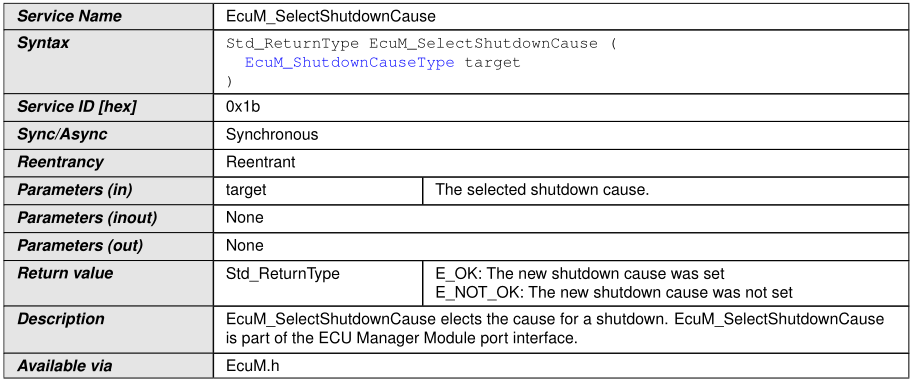 Service Name EcuM_SelectShutdownCause
Syntax Std_ReturnType EcuM_SelectShutdownCause (
EcuM_ShutdownCauseType target
)
Service ID [hex] 0x1b
Sync/Async Synchronous
Reentrancy Reentrant
Parameters (in) target The selected shutdown cause.
Parameters (inout) None
Parameters (out) None
Return value Std_ReturnType E_OK: The new shutdown cause was set
E_NOT_OK: The new shutdown cause was not set
Description EcuM_SelectShutdownCause elects the cause for a shutdown. EcuM_SelectShutdownCause
is part of the ECU Manager Module port interface.
Available via EcuM.h